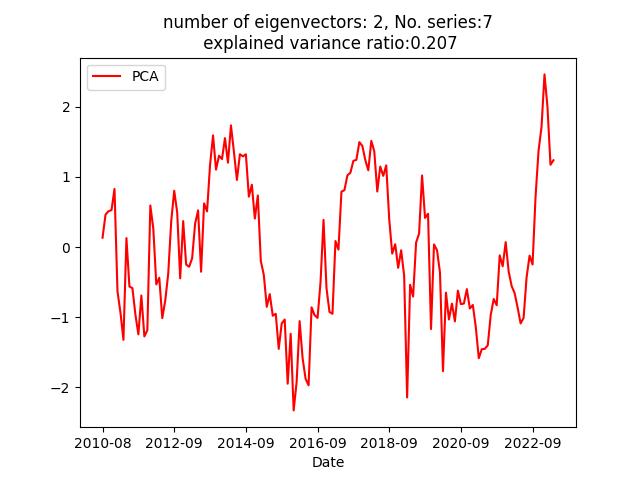 number of eigenvectors: 2, No. series:7
explained variance ratio:0.207
PCA
2
1
0
−1
−2
2010-08 2012-09 2014-09 2016-09 2018-09 2020-09 2022-09
Date